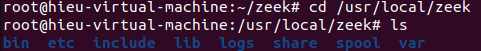 root@hieu-virtual-machine:~/zeek# cd /usr/local/zeek
root@hieu-virtual-machine:/usr/local/zeek# ls
bin  etc  include  lib  logs  share  spool  var